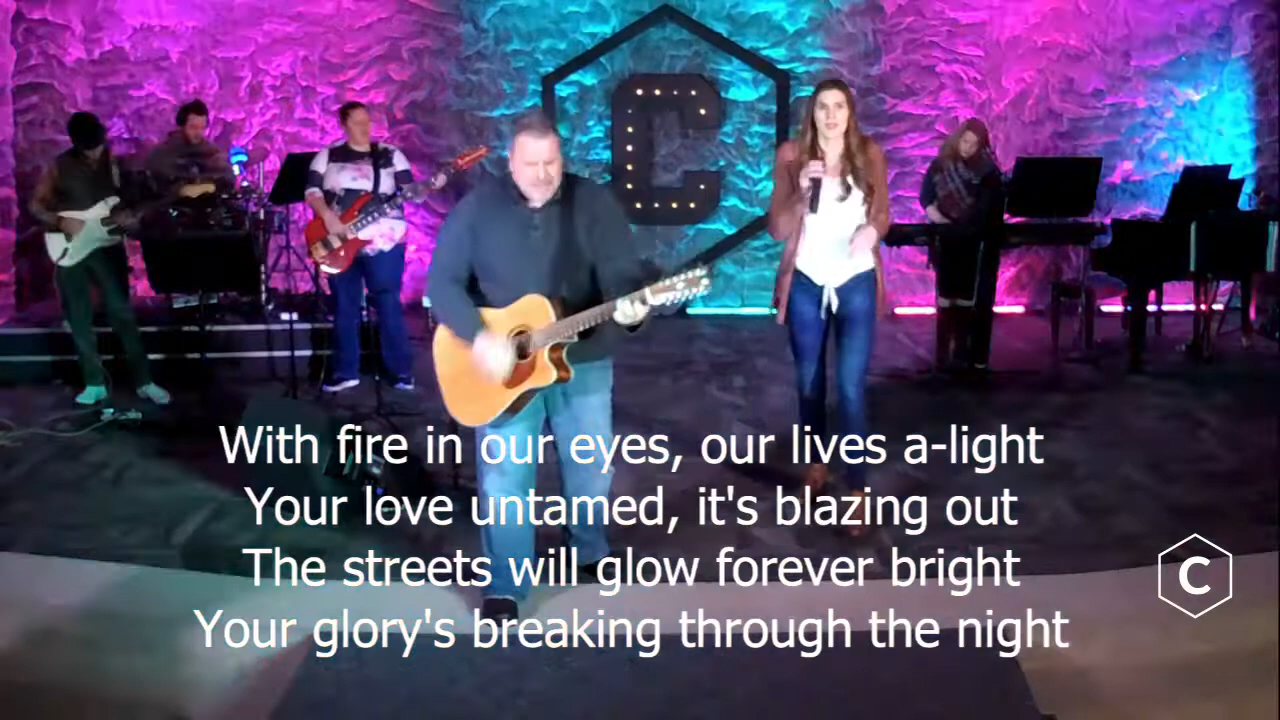 C
With fire in our eyes, our lives a-light
Your love untamed, it's blazing out
The streets will glow forever bright
C
Your glory's breaking through the night